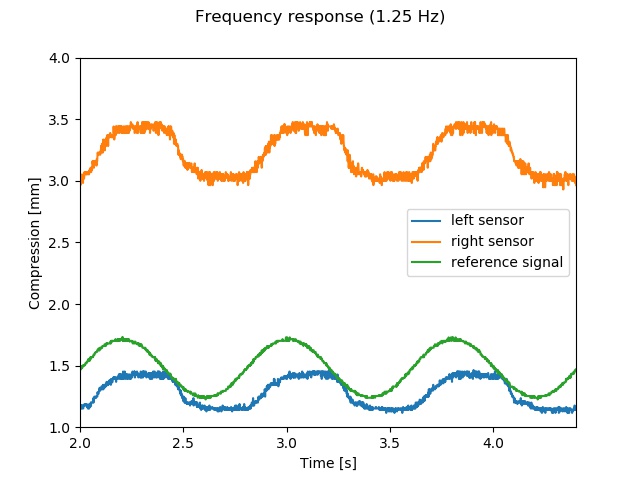 Frequency response (1.25 Hz)
4.0
3.5
3.0
2.5
2.0
1.5
1.0
Compression [mm]
left sensor
right sensor
reference signal
2.0 2.5 3.0 3.5 4.0
Time [s]